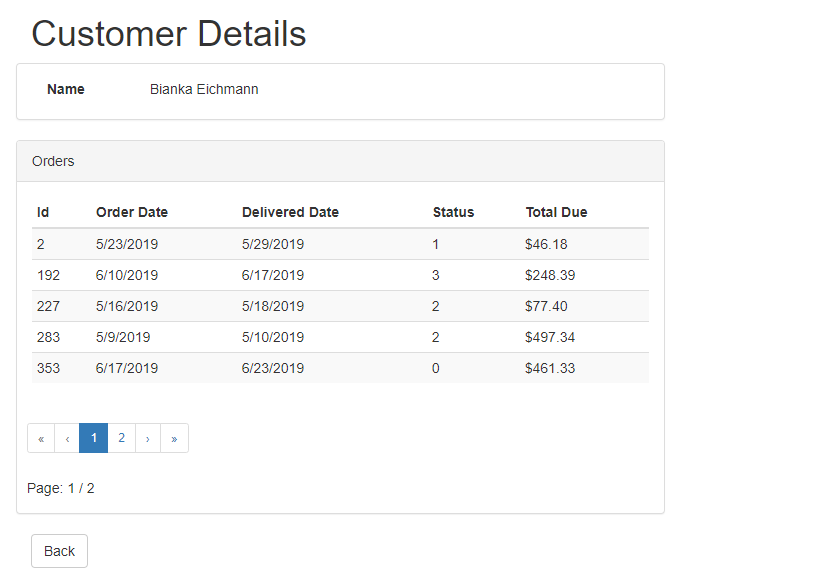 Customer Details
Name Bianka Eichmann
Orders
Id Order Date Delivered Date Status Total Due
2 5/23/2019 5/29/2019 1 $46.18
192 6/10/2019 6/17/2019 3 $248.39
227 5/16/2019 5/18/2019 2 $77.40
283 5/9/2019 5/10/2019 2 $497.34
353 6/17/2019 6/23/2019 0 $461.33
« ‹ 1 2 › »
Page: 1 / 2
Back